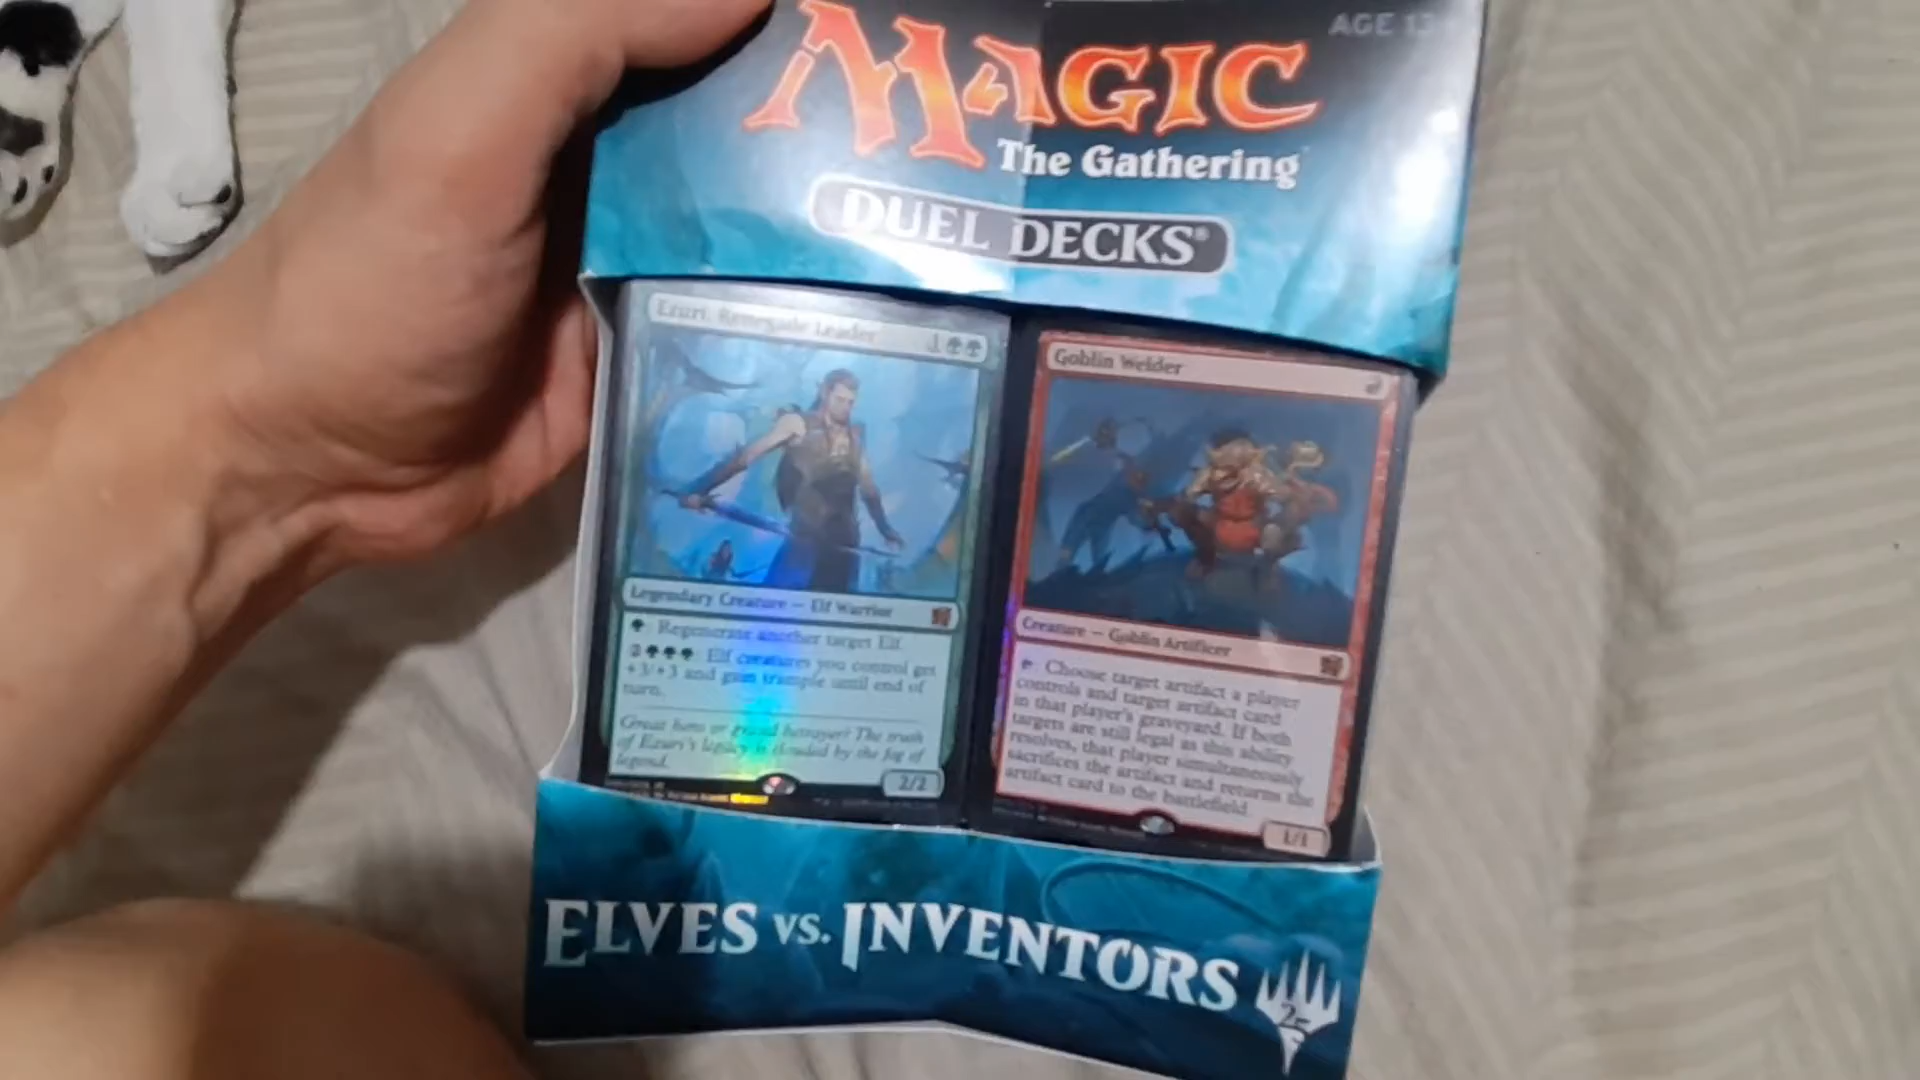 AGE 13
MAGIC
The Gathering
DUEL DECKS®
Ezuri, Renegade Leader
1
Legendary Creature — Elf Warrior
: Regenerate another target Elf.
Elf creatures you control get
+3/+3 and gain trample until end of
turn.
Great hero or grand betrayer? The truth
of Ezuri's legacy is clouded by the fog of
legend.
2/2
Goblin Welder
Creature — Goblin Artificer
: Choose target artifact a player
controls and target artifact card
in that player's graveyard. If both
targets are still legal as this ability
resolves, that player simultaneously
sacrifices the artifact and returns the
artifact card to the battlefield.
1/1
ELVES VS. INVENTORS
25